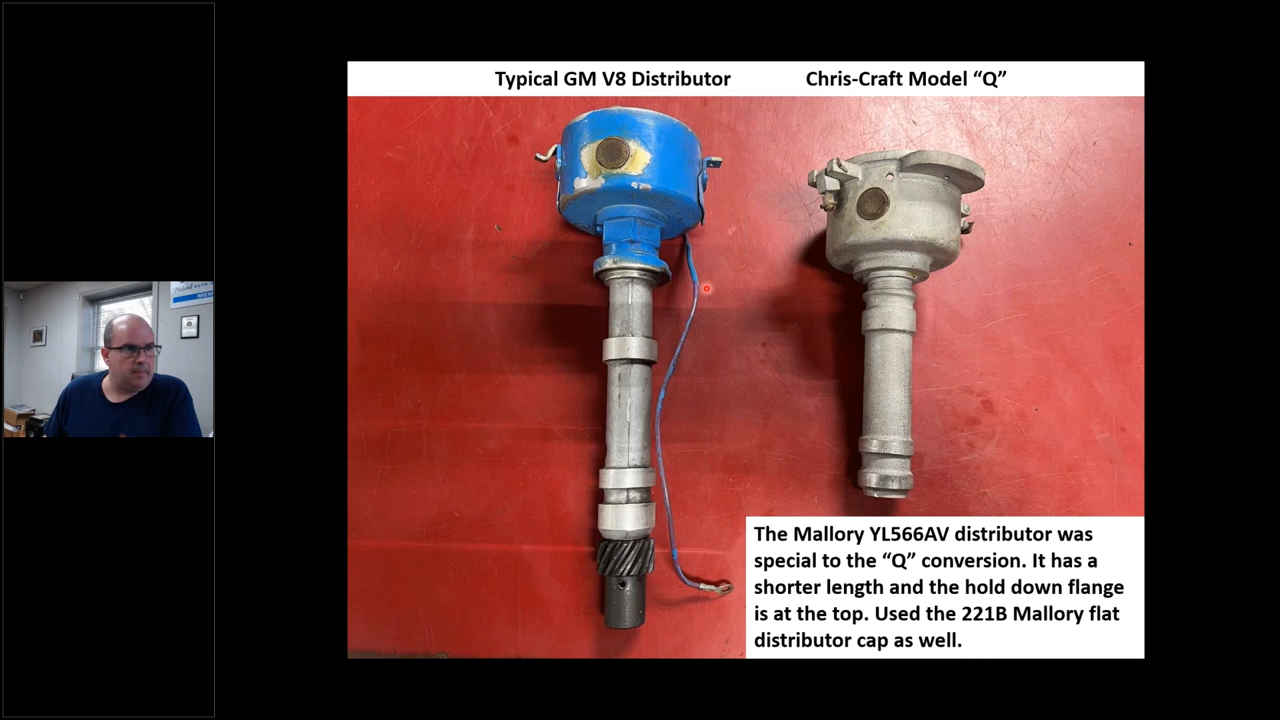 Typical GM V8 Distributor
Chris-Craft Model “Q”
The Mallory YL566AV distributor was
special to the “Q” conversion. It has a
shorter length and the hold down flange
is at the top. Used the 221B Mallory flat
distributor cap as well.